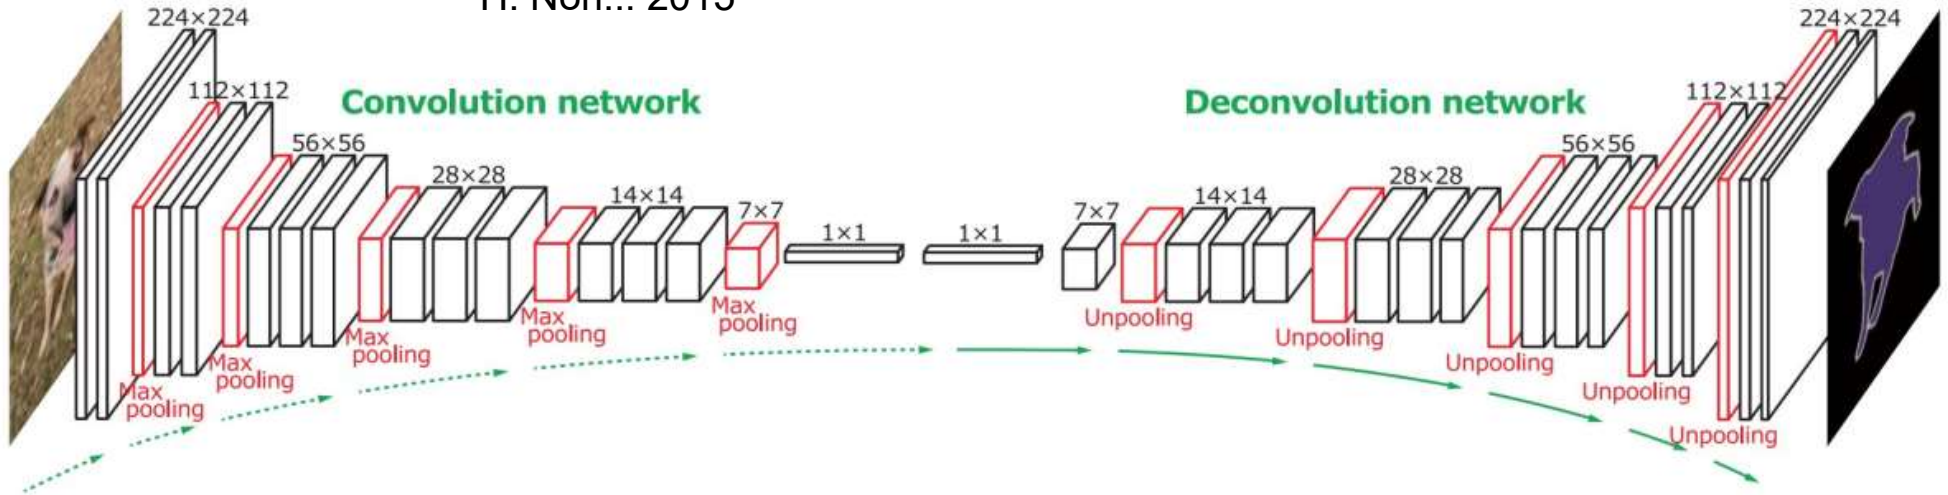 H. Noh... 2015
224×224
112×112
56×56
28×28
14×14
7×7
1×1
1×1
7×7
14×14
28×28
56×56
112×112
224×224
Convolution network
Deconvolution network
Max
pooling
Max
pooling
Max
pooling
Max
pooling
Max
pooling
Unpooling
Unpooling
Unpooling
Unpooling
Unpooling